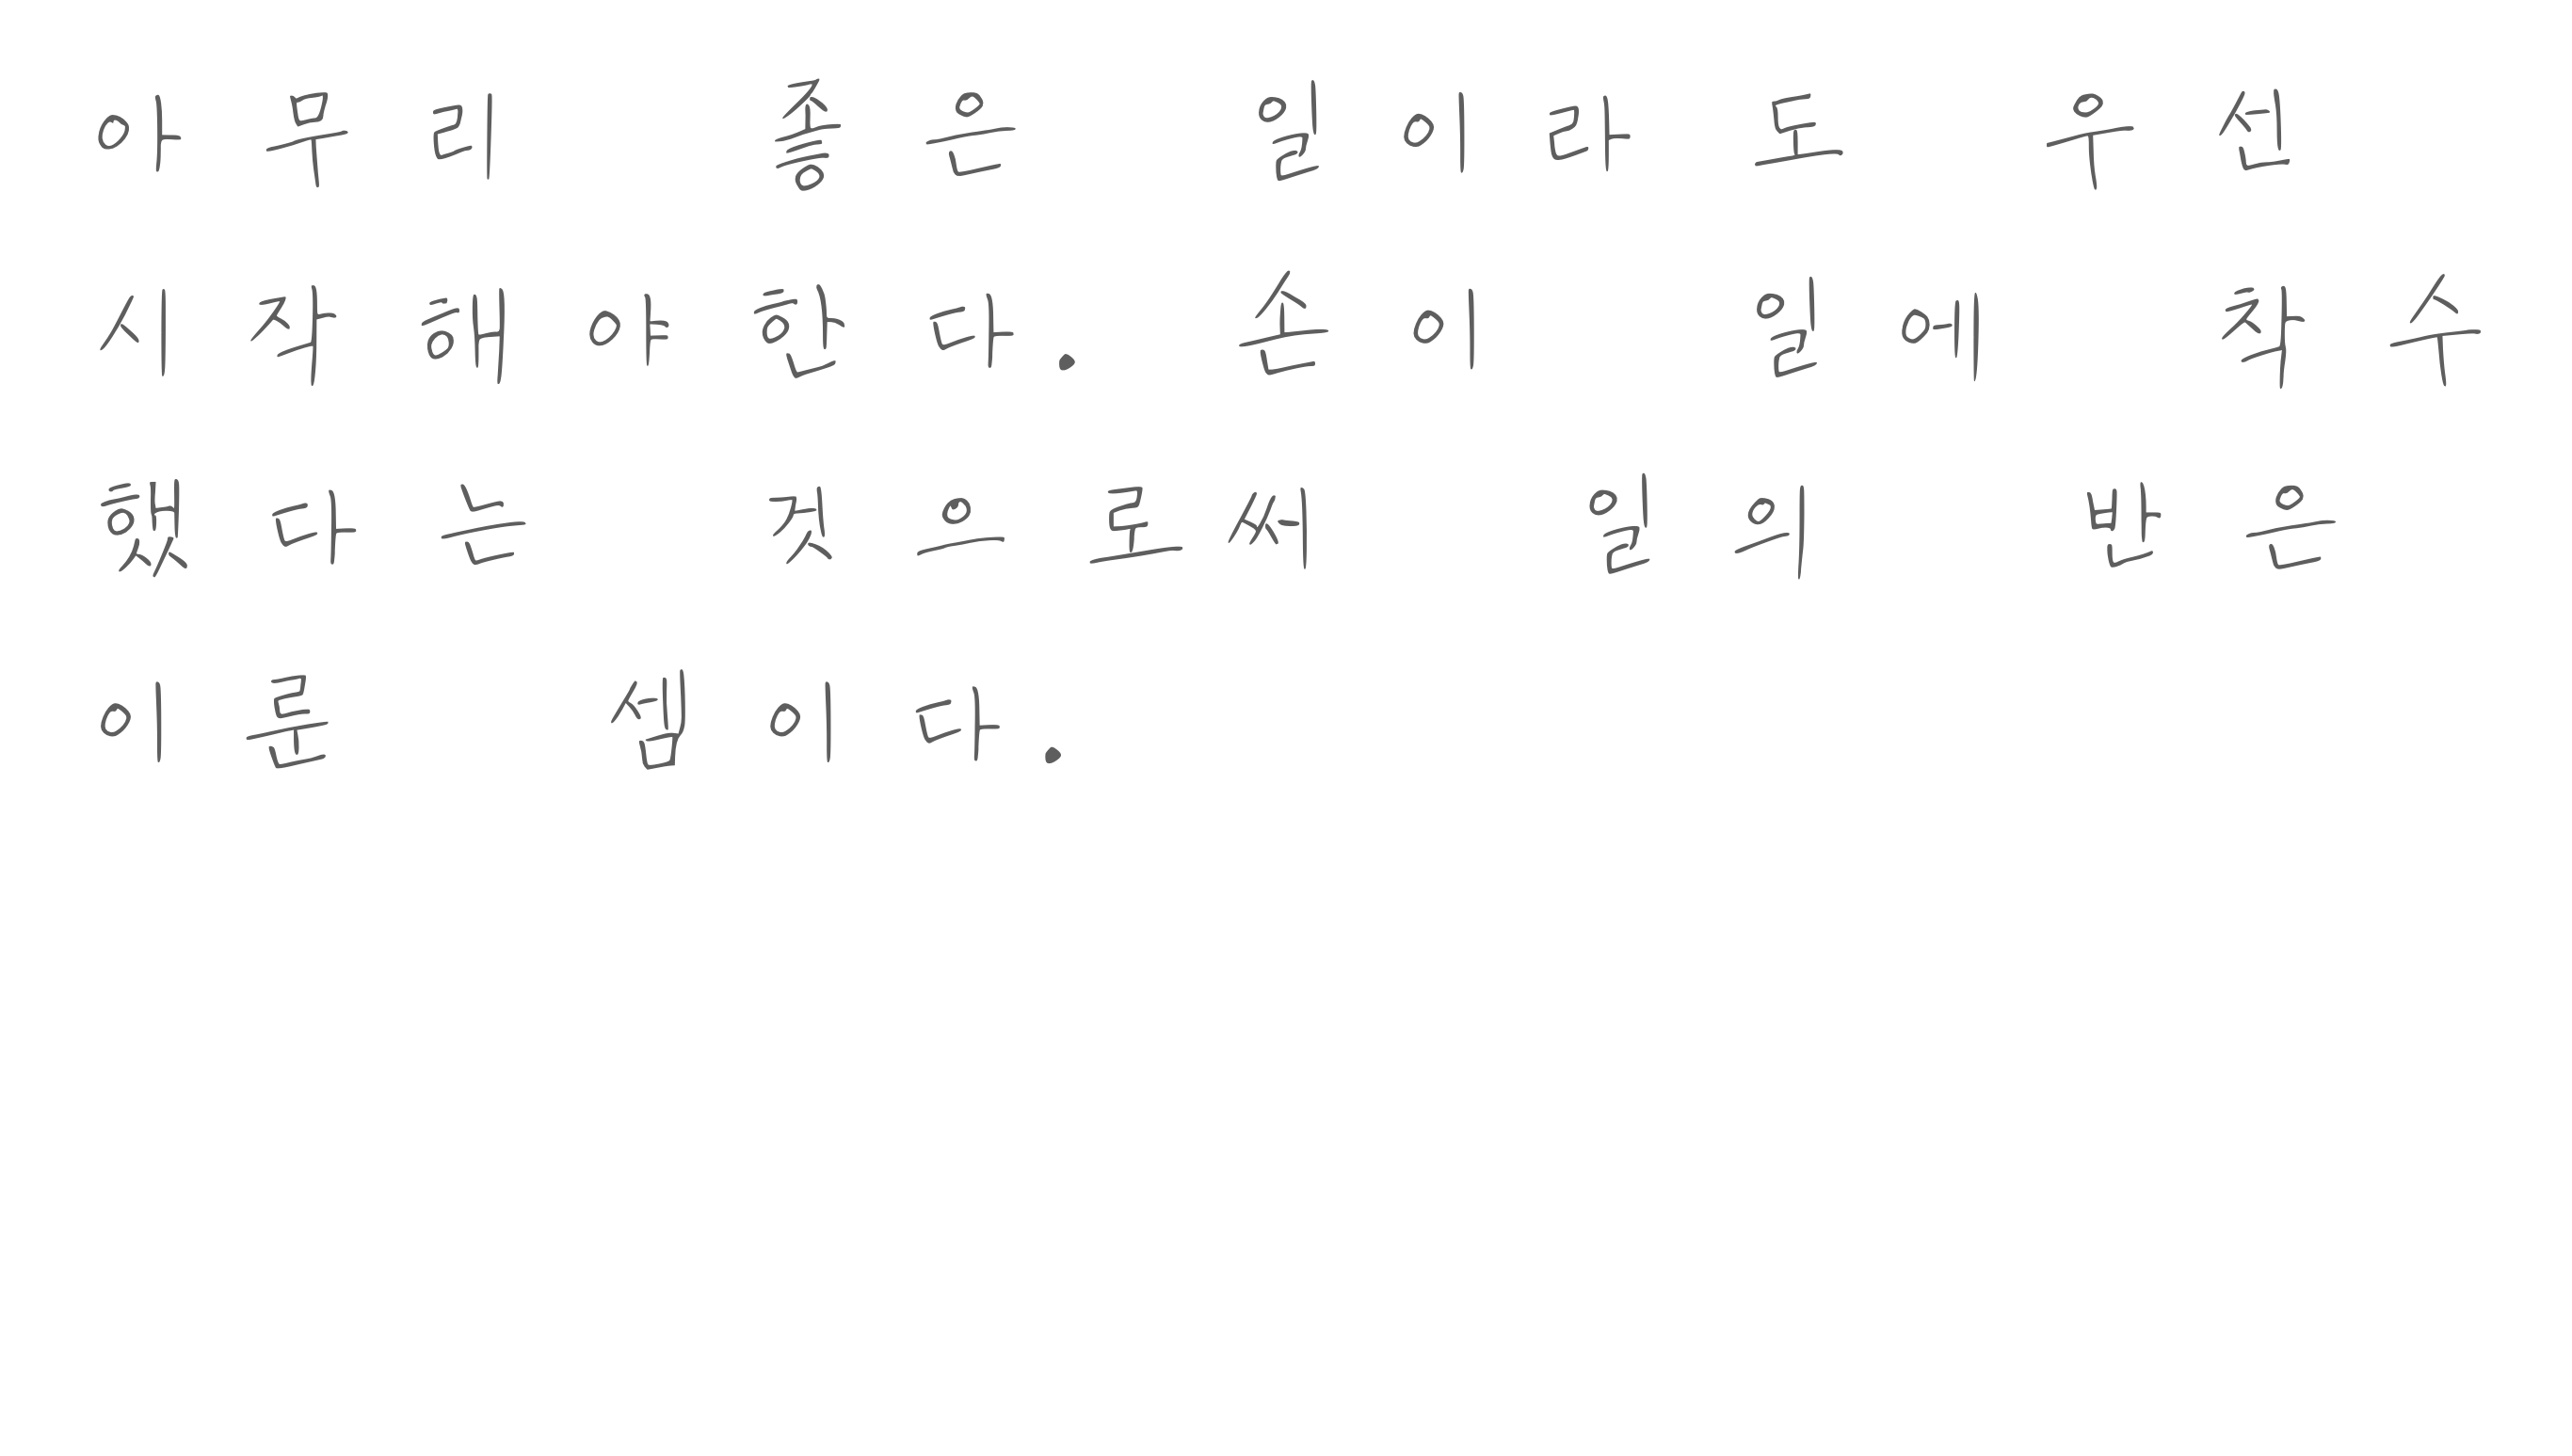 아무리 좋은 일이라도 우선
시작해야한다. 손이 일에 착수
했다는 것으로써 일의 반은
이룬 셈이다.